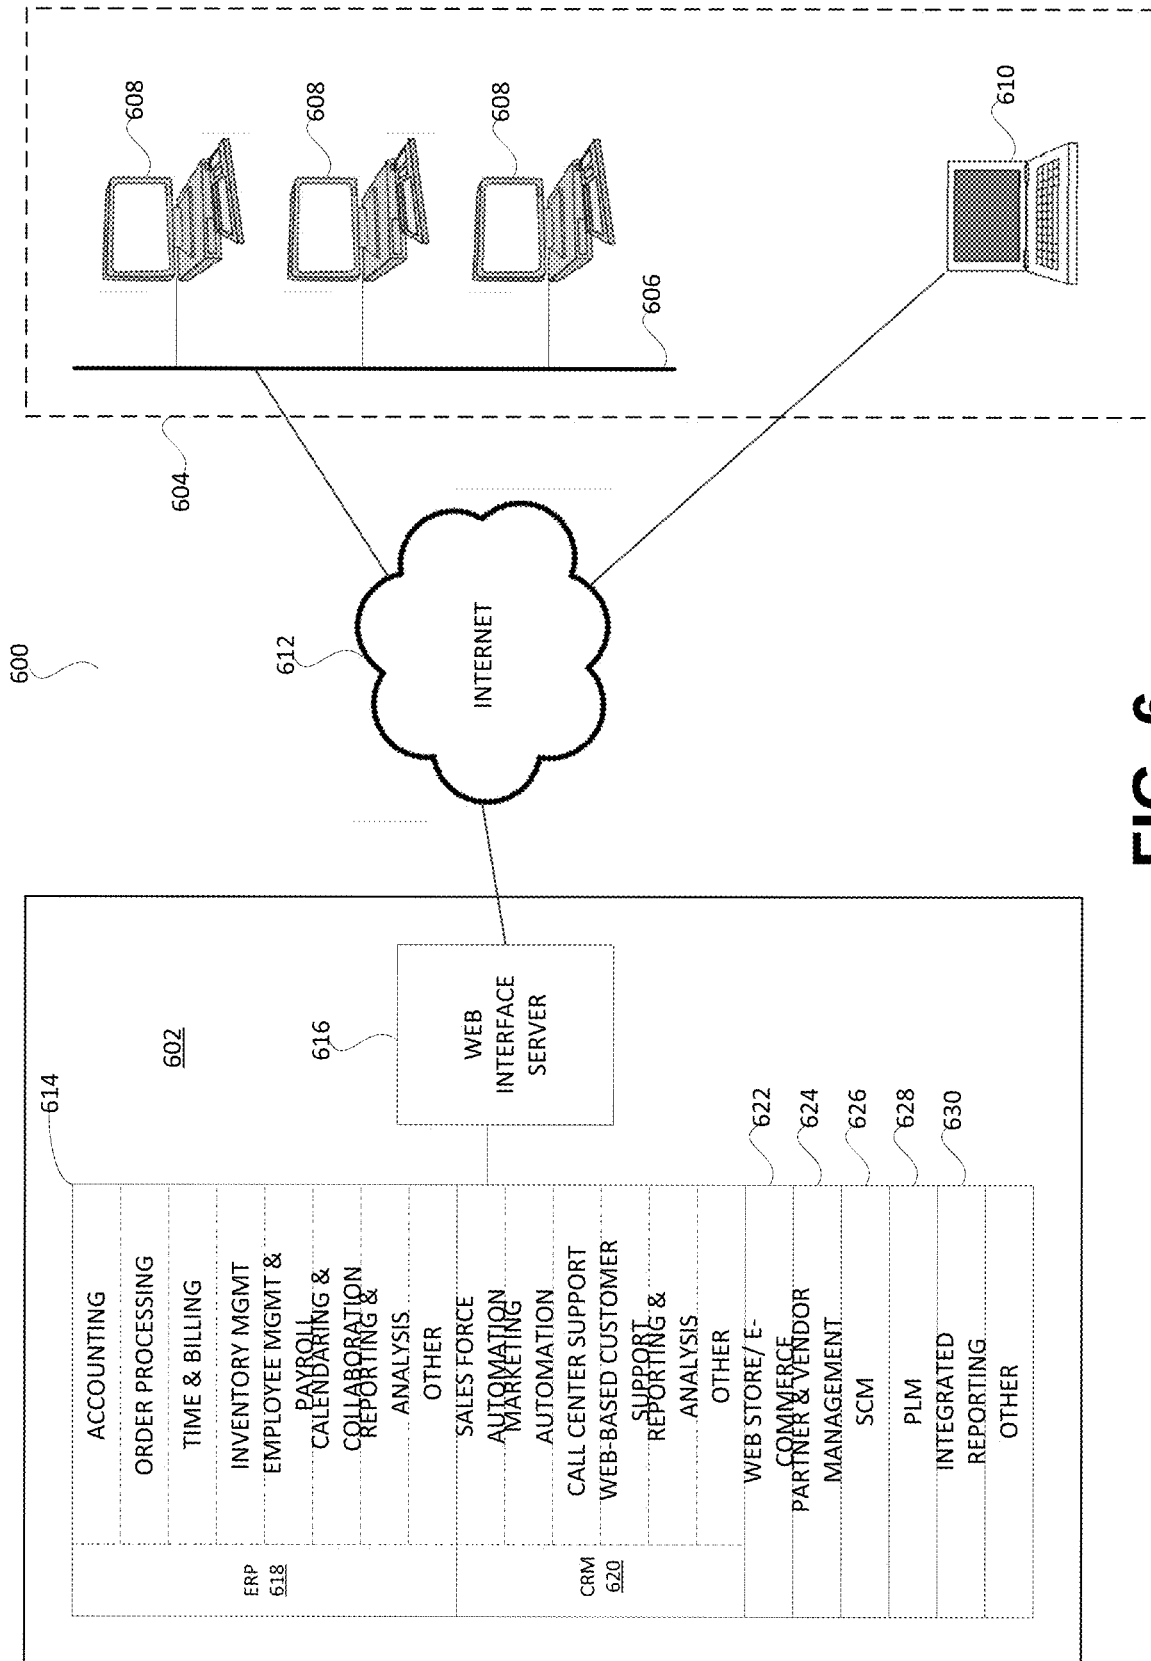 600
602
614
ACCOUNTING
ORDER PROCESSING
TIME & BILLING
INVENTORY MGMT
EMPLOYEE MGMT &
PAYROLL
CALENDARING &
COLLABORATION
REPORTING &
ANALYSIS
OTHER
SALES FORCE
AUTOMATION
MARKETING
AUTOMATION
CALL CENTER SUPPORT
WEB-BASED CUSTOMER
SUPPORT
REPORTING &
ANALYSIS
OTHER
WEB STORE/ E-
COMMERCE
PARTNER & VENDOR
MANAGEMENT
SCM
PLM
INTEGRATED
REPORTING
OTHER
ERP
618
CRM
620
622
624
626
628
630
616
WEB
INTERFACE
SERVER
612
INTERNET
604
606
608
608
608
610